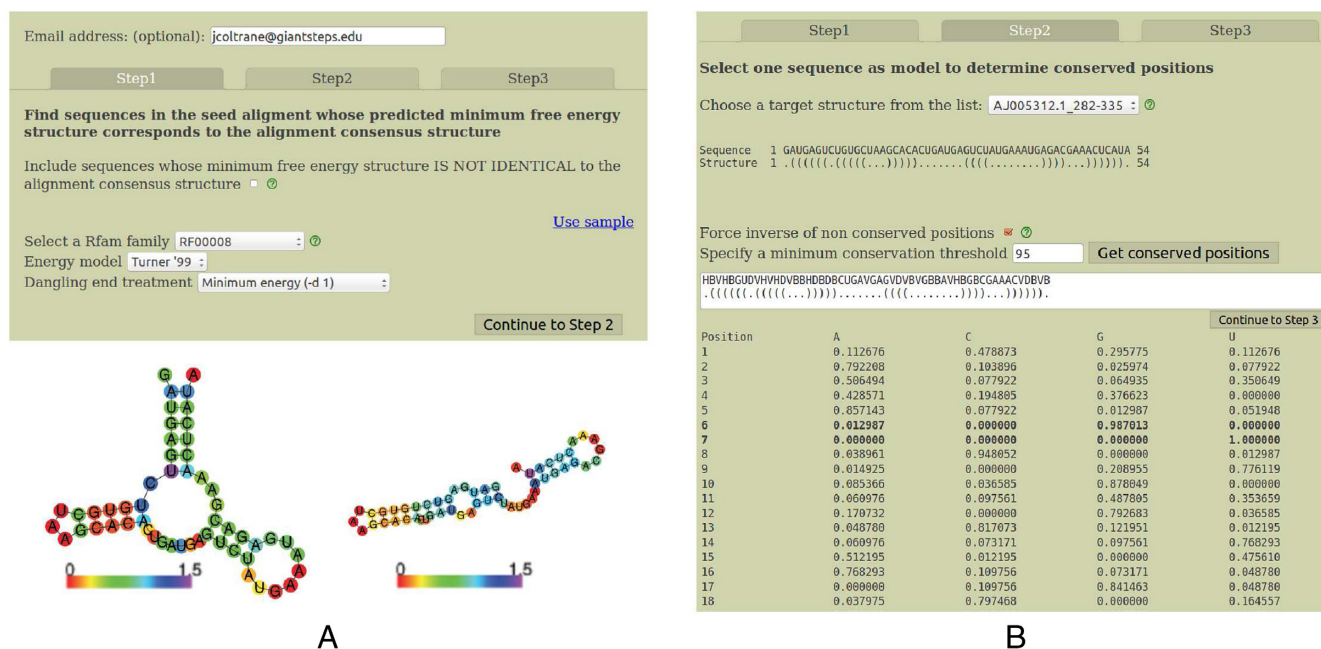 Email address: (optional): jcoltrane@giantsteps.edu
Step1 Step2 Step3
Find sequences in the seed aligment whose predicted minimum free energy
structure corresponds to the alignment consensus structure
Include sequences whose minimum free energy structure IS NOT IDENTICAL to the
alignment consensus structure
Use sample
Select a Rfam family RF00008
Energy model Turner '99
Dangling end treatment Minimum energy (-d 1)
Continue to Step 2
0 1.5
0 1.5
A
Step1 Step2 Step3
Select one sequence as model to determine conserved positions
Choose a target structure from the list: AJ005312.1_282-335
Sequence 1 GAUGAGUCUGUGCUAAGCACACUGAUGAGUCUAUGAAAUGAGACGAAACUCAUA 54
Structure 1 .((((((.(((((...))))).......((((........))))...)))))). 54
Force inverse of non conserved positions
Specify a minimum conservation threshold 95 Get conserved positions
HBVHBGUDVHVHDVBBHDBDBCUGAVGAGVDVBVGBBAVHBGBCGAAACVDBVB
.((((((.(((((...))))).......((((........))))...)))))).
Continue to Step 3
Position A C G U
1 0.112676 0.478873 0.295775 0.112676
2 0.792208 0.103896 0.025974 0.077922
3 0.506494 0.077922 0.064935 0.350649
4 0.428571 0.194805 0.376623 0.000000
5 0.857143 0.077922 0.012987 0.051948
6 0.012987 0.000000 0.987013 0.000000
7 0.000000 0.000000 0.000000 1.000000
8 0.038961 0.948052 0.000000 0.012987
9 0.014925 0.000000 0.208955 0.776119
10 0.085366 0.036585 0.878049 0.000000
11 0.060976 0.097561 0.487805 0.353659
12 0.170732 0.000000 0.792683 0.036585
13 0.048780 0.817073 0.121951 0.012195
14 0.060976 0.073171 0.097561 0.768293
15 0.512195 0.012195 0.000000 0.475610
16 0.768293 0.109756 0.073171 0.048780
17 0.000000 0.109756 0.841463 0.048780
18 0.037975 0.797468 0.000000 0.164557
B